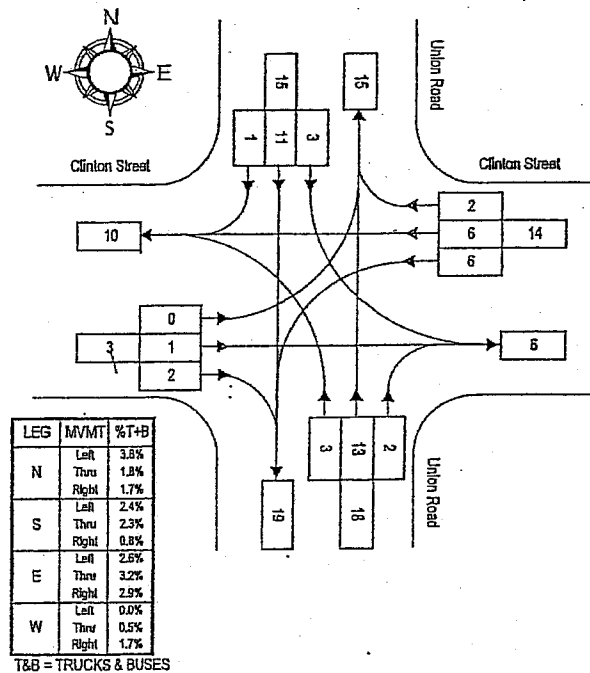 N
W E
S
Union Road
15
15
1 11 3
Clinton Street
Clinton Street
2
10
6 14
6
0
3 1
6
2
3 13 2
19
18
Union Road
LEG MVMT %T+B
N
Left 3.8%
Thru 1.8%
Right 1.7%
S
Left 2.4%
Thru 2.3%
Right 0.8%
E
Left 2.6%
Thru 3.2%
Right 2.9%
W
Left 0.0%
Thru 0.5%
Right 1.7%
T&B = TRUCKS & BUSES